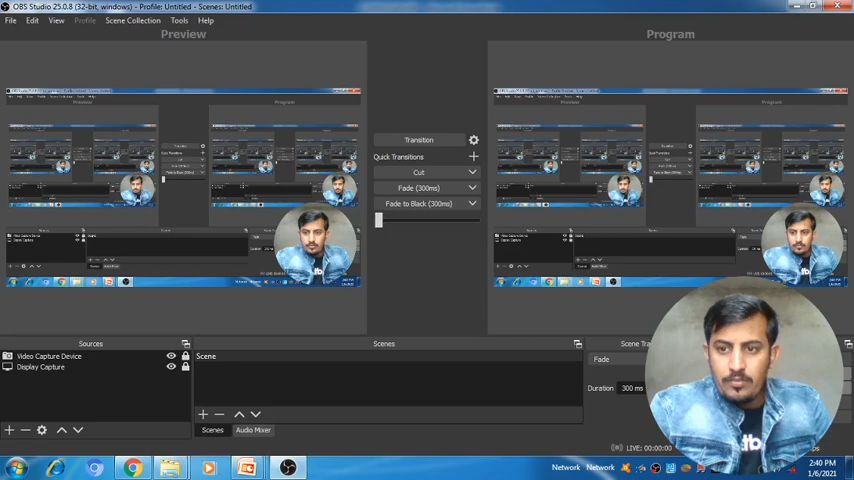 OBS Studio 25.0.8 (32-bit, windows) - Profile: Untitled - Scenes: Untitled
File Edit View Profile Scene Collection Tools Help
Preview
Program
Transition
Quick Transitions
Cut
Fade (300ms)
Fade to Black (300ms)
Sources
Scenes
Scene Tra
Video Capture Device
Display Capture
Scene
Fade
Duration 300 ms
Scenes Audio Mixer
LIVE: 00:00:00
Network Network
2:40 PM
1/6/2021